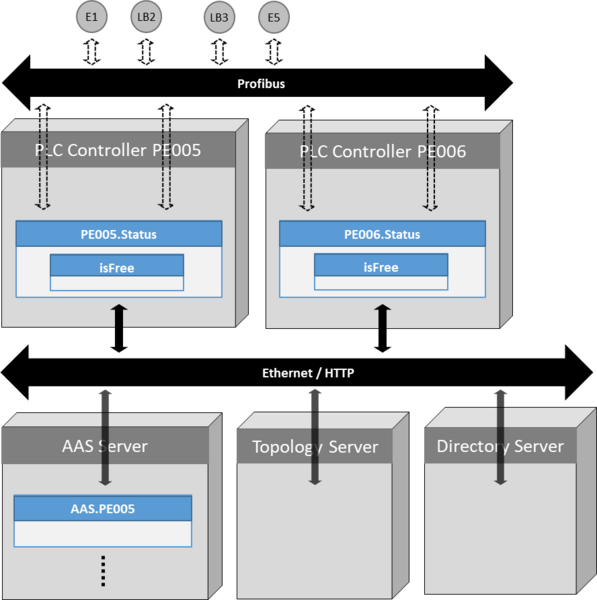 E1 LB2 LB3 E5
Profibus
PLC Controller PE005 PLC Controller PE006
PE005.Status PE006.Status
isFree isFree
Ethernet / HTTP
AAS Server Topology Server Directory Server
AAS.PE005